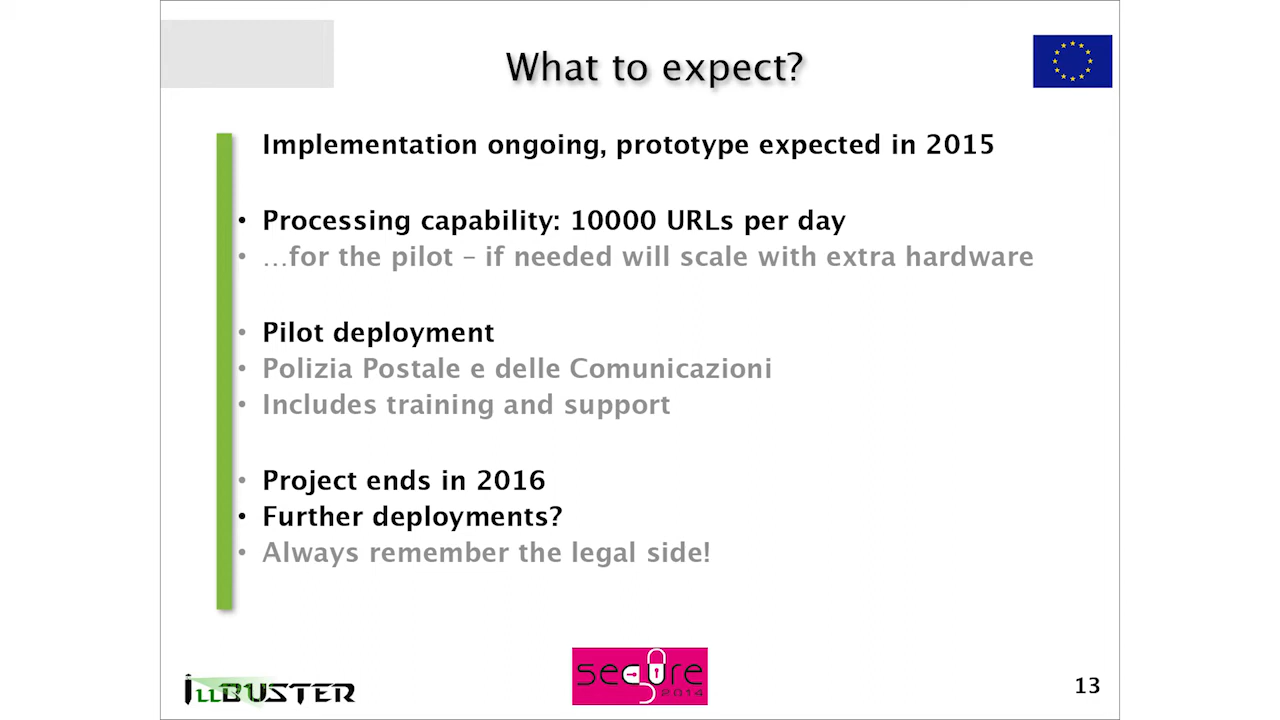 What to expect?
Implementation ongoing, prototype expected in 2015
• Processing capability: 10000 URLs per day
• …for the pilot – if needed will scale with extra hardware
• Pilot deployment
• Polizia Postale e delle Comunicazioni
• Includes training and support
• Project ends in 2016
• Further deployments?
• Always remember the legal side!
ILLBUSTER
secure
2014
13